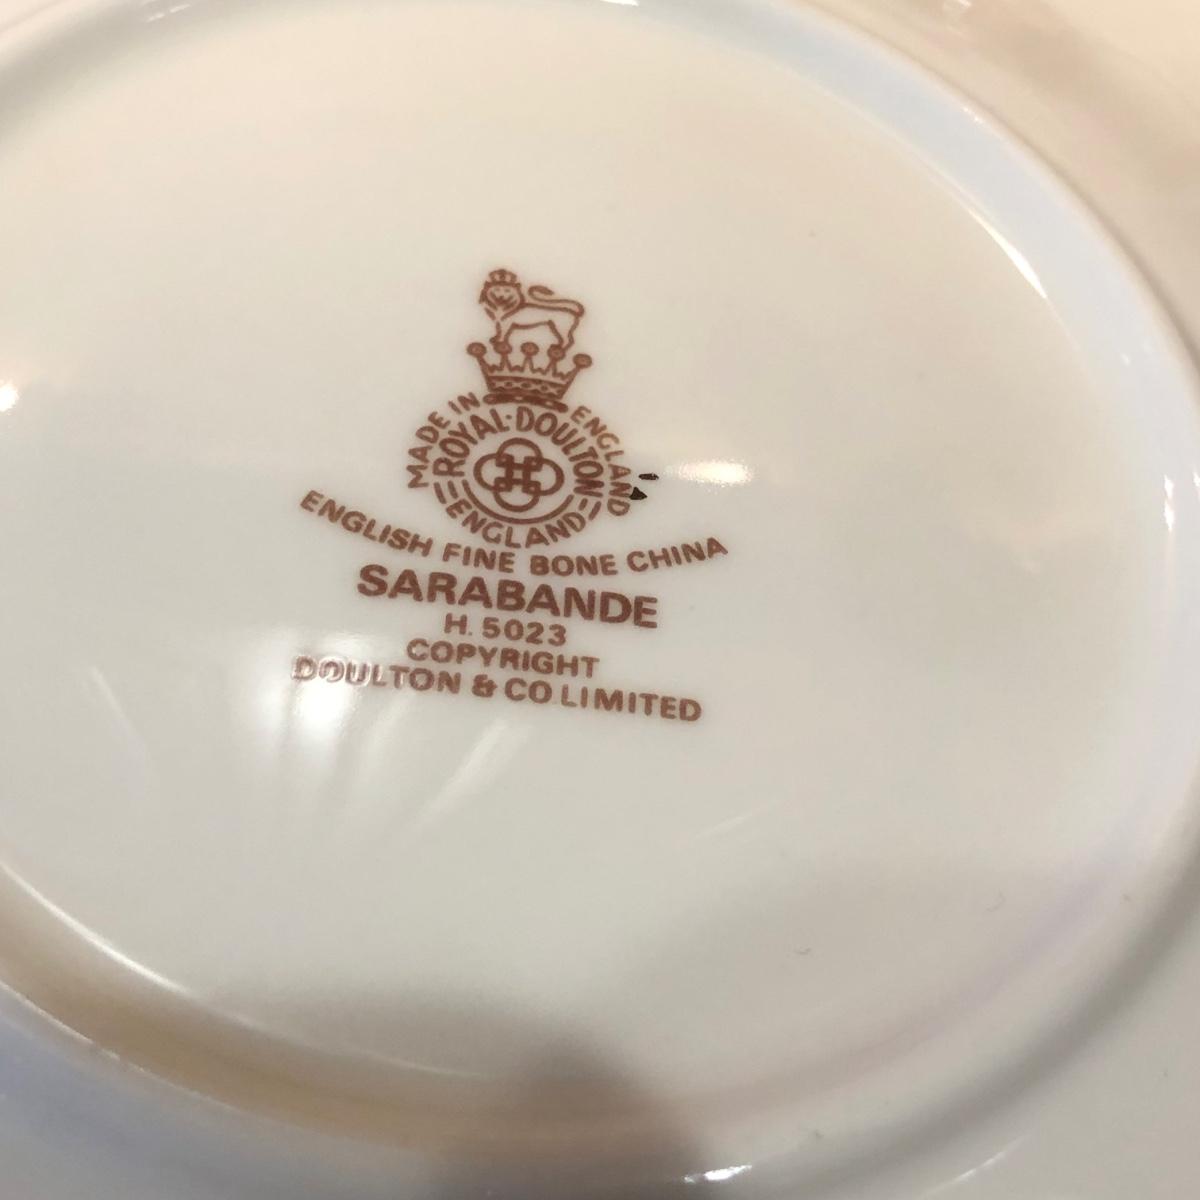 MADE IN ENGLAND
ROYAL·DOULTON
ENGLAND
ENGLISH FINE BONE CHINA
SARABANDE
H. 5023
COPYRIGHT
DOULTON & CO.LIMITED